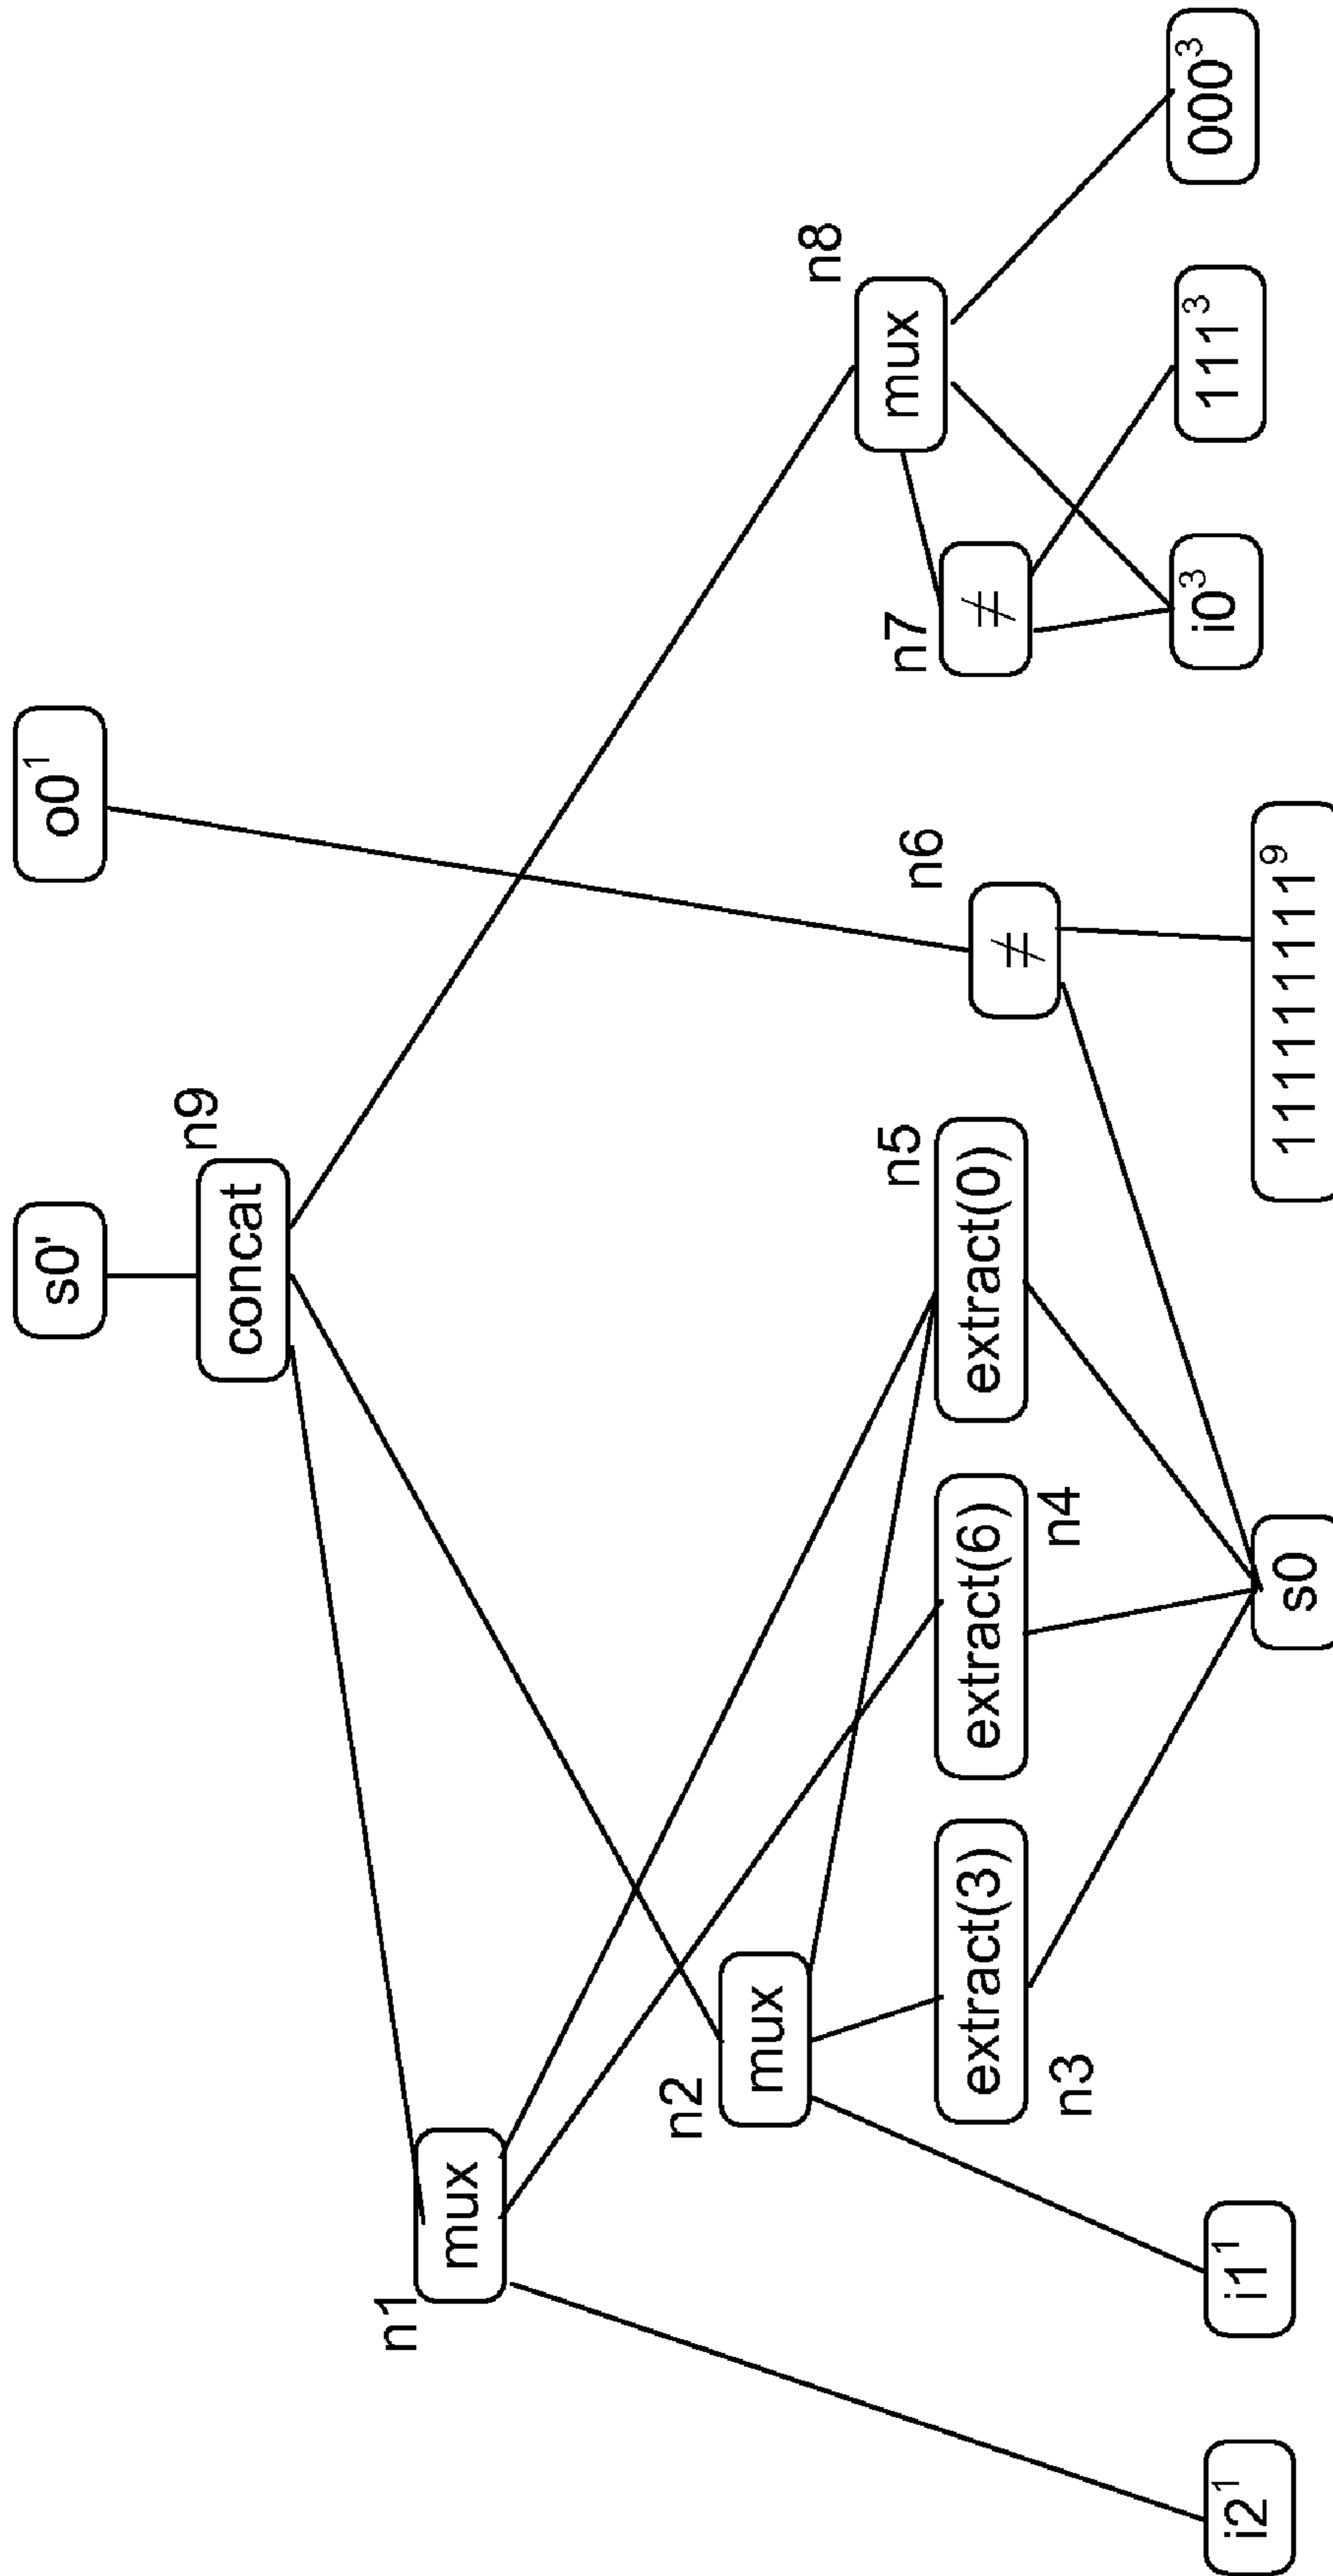 s0'
o0¹
n9
concat
n1
mux
n2
mux
n8
mux
n5
n6
n7
extract(3)
extract(6)
extract(0)
≠
≠
n3
n4
i2¹
i1¹
s0
111111111⁹
i0³
111³
000³